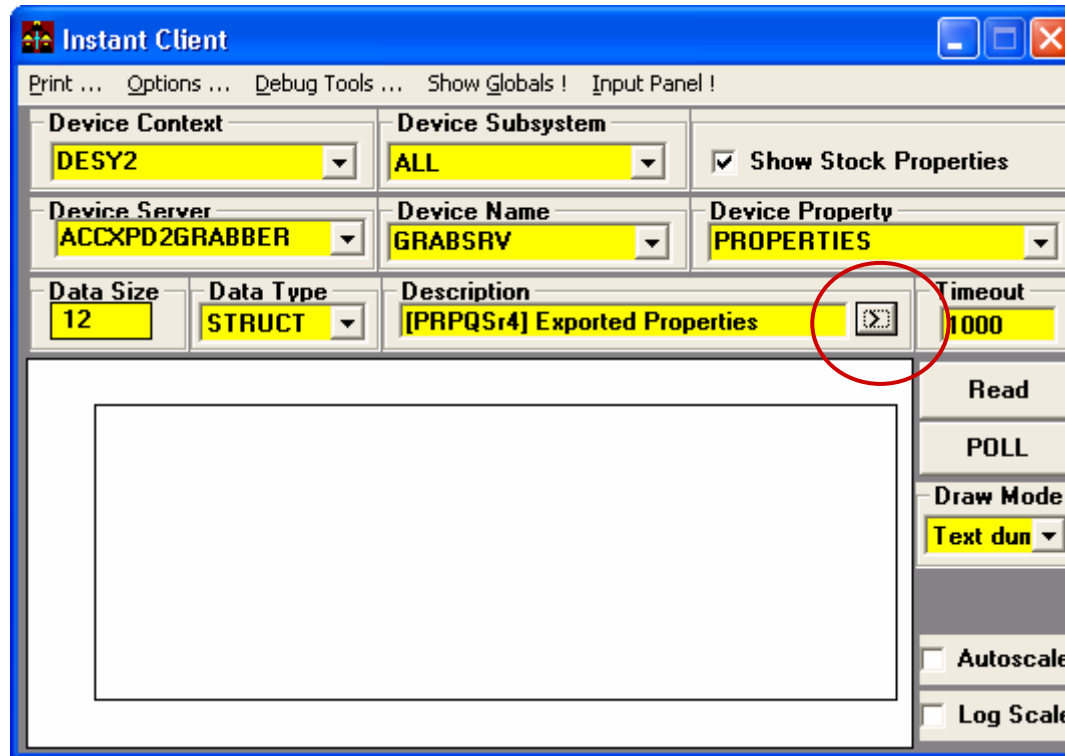 Instant Client
Print ... Options ... Debug Tools ... Show Globals ! Input Panel !
Device Context Device Subsystem
DESY2 ALL Show Stock Properties
Device Server Device Name Device Property
ACCXPD2GRABBER GRABSRV PROPERTIES
Data Size Data Type Description Timeout
12 STRUCT [PRPQSr4] Exported Properties Σ 1000
Read
POLL
Draw Mode
Text dun
Autoscale
Log Scale